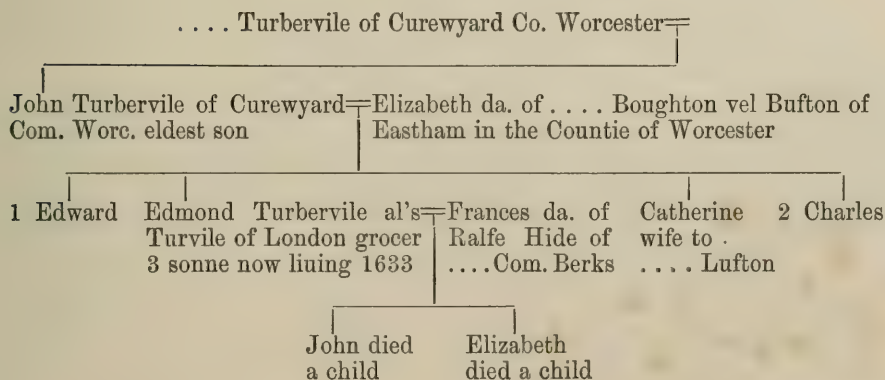 .... Turbervile of Curewyard Co. Worcester
John Turbervile of Curewyard Elizabeth da. of .... Boughton vel Bufton of
Com. Worc. eldest son Eastham in the Countie of Worcester
1 Edward Edmond Turbervile al's Frances da. of Catherine 2 Charles
Turvile of London grocer Ralfe Hide of wife to .
3 sonne now liuing 1633 ....Com. Berks .... Lufton
John died Elizabeth
a child died a child